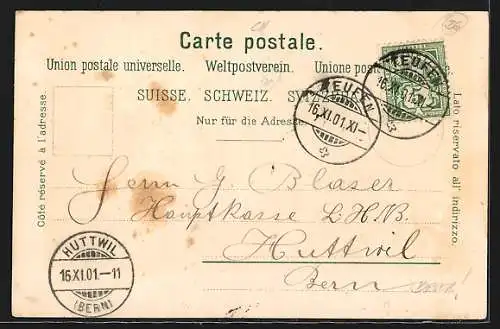 Carte postale.
Union postale universelle. Weltpostverein. Unione
SUISSE. SCHWEIZ.
Nur für die Adresse
Côté réservé à l'adresse.
Lato riservato all' indirizzo.
TEUFEN
16.XI.01.XI-
TEUFEN
Herrn G. Blaser
Hauptkasse L.H.B.
Huttwil
Bern
HUTTWIL
16.XI.01.-11
(BERN)